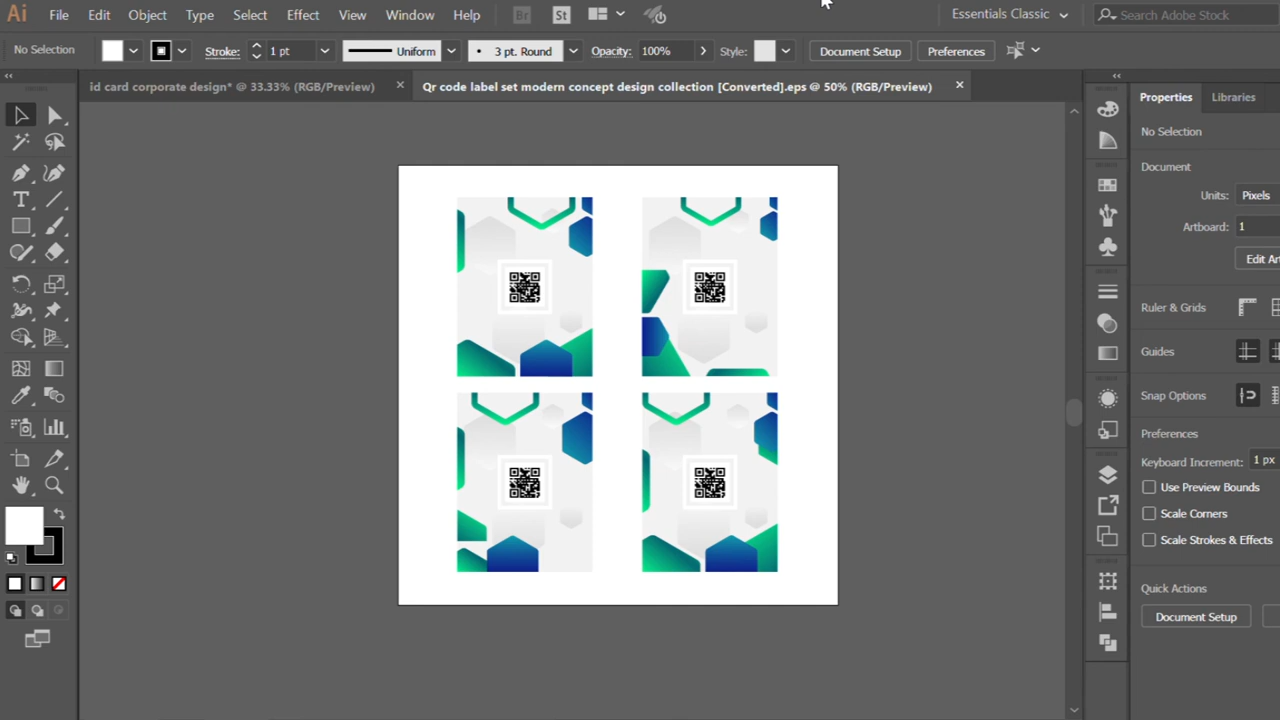 Ai File Edit Object Type Select Effect View Window Help Br St Essentials Classic Search Adobe Stock
No Selection Stroke: 1 pt Uniform 3 pt. Round Opacity: 100% Style: Document Setup Preferences
id card corporate design* @ 33.33% (RGB/Preview) Qr code label set modern concept design collection [Converted].eps @ 50% (RGB/Preview)
Properties Libraries
No Selection
Document
Units: Pixels
Artboard: 1
Edit Art
Ruler & Grids
Guides
Snap Options
Preferences
Keyboard Increment: 1 px
Use Preview Bounds
Scale Corners
Scale Strokes & Effects
Quick Actions
Document Setup